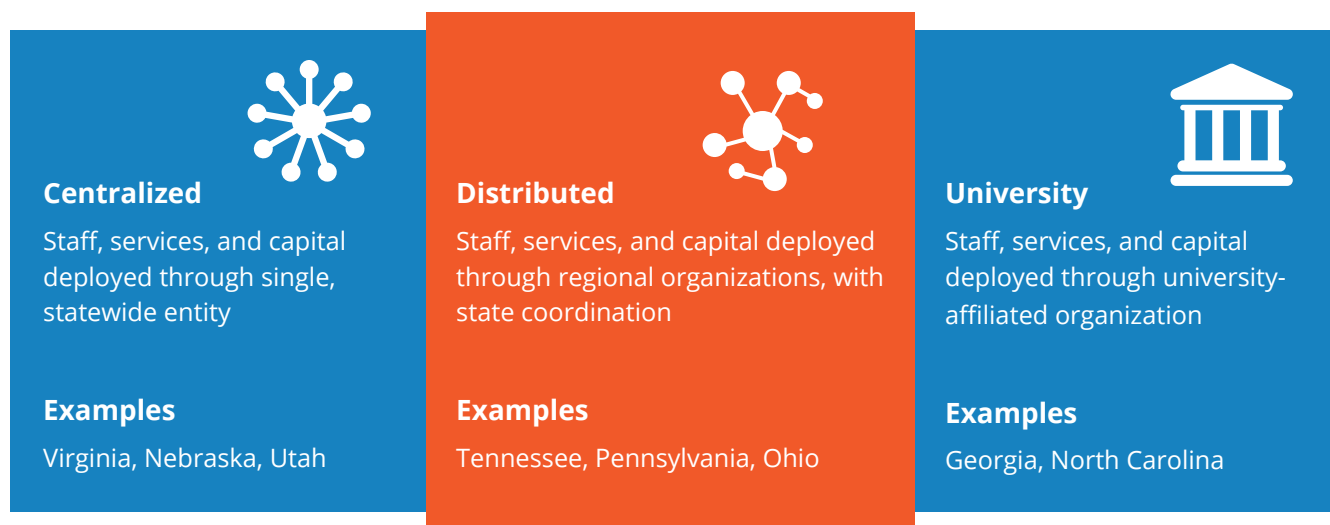 Centralized
Staff, services, and capital
deployed through single,
statewide entity
Examples
Virginia, Nebraska, Utah
Distributed
Staff, services, and capital deployed
through regional organizations, with
state coordination
Examples
Tennessee, Pennsylvania, Ohio
University
Staff, services, and capital
deployed through university-
affiliated organization
Examples
Georgia, North Carolina